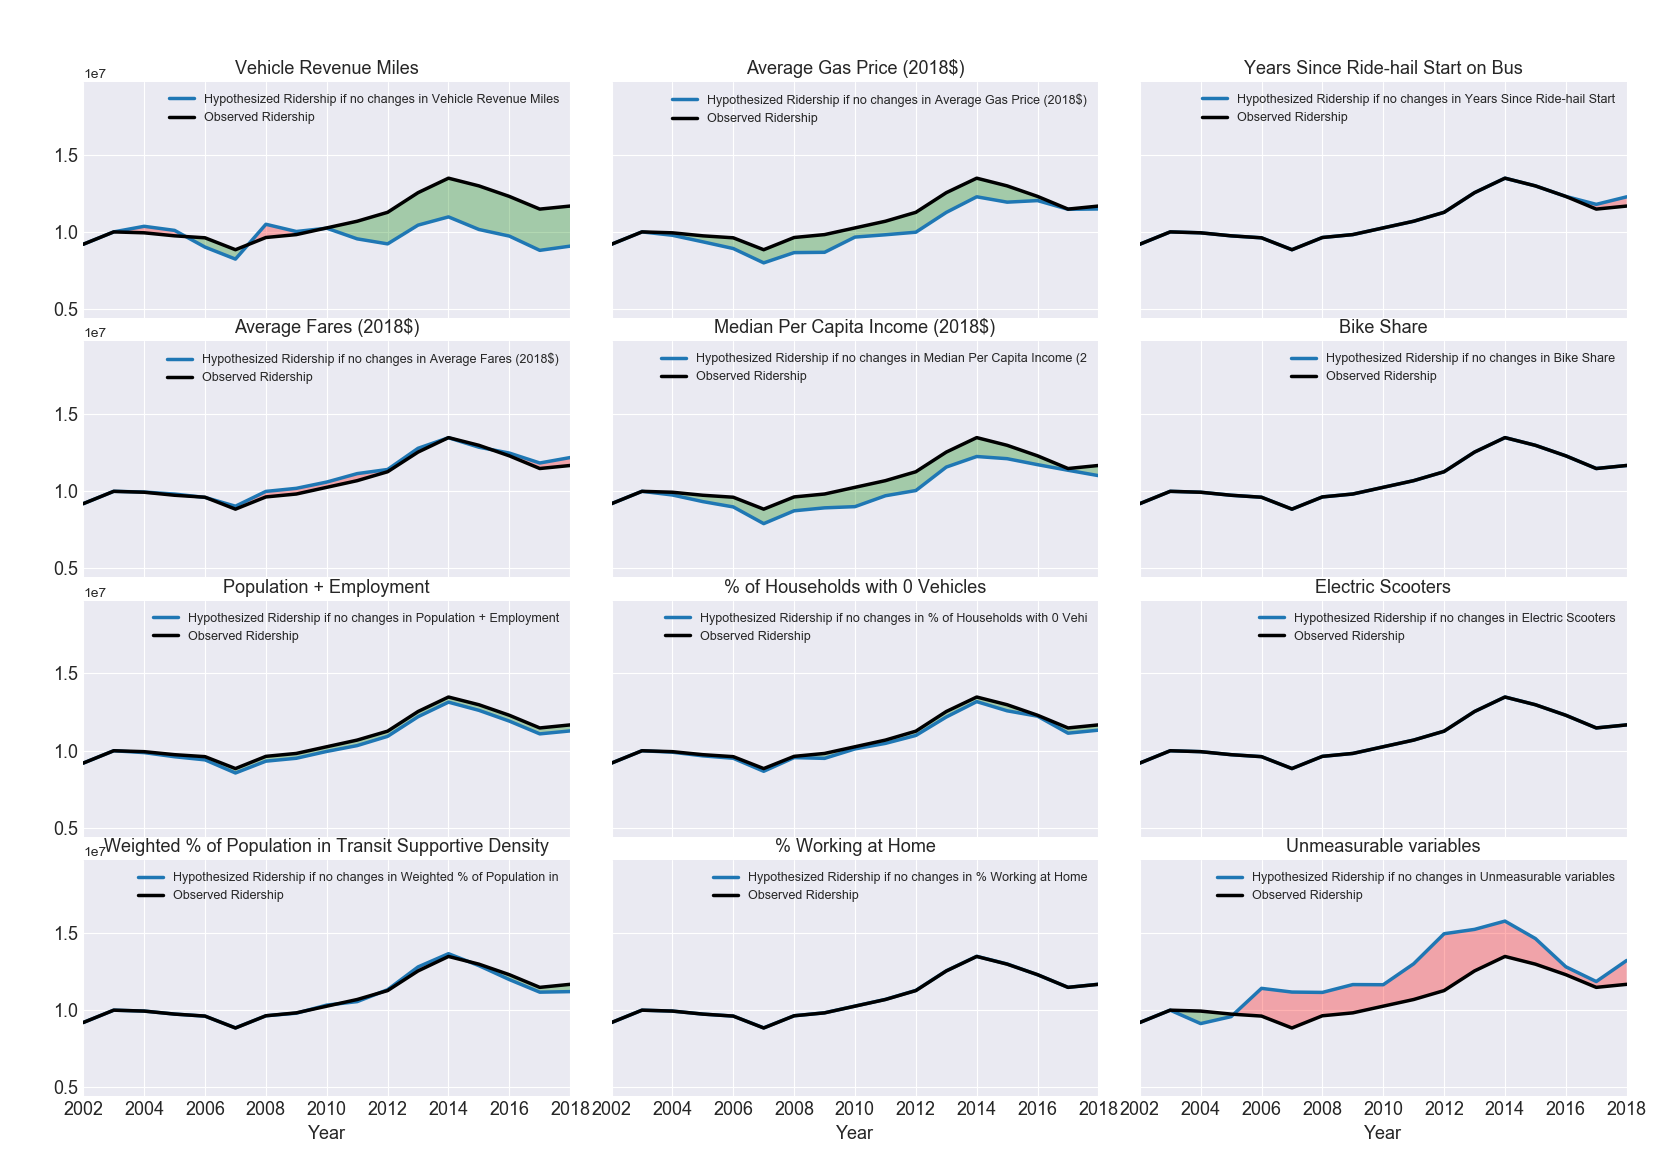 Vehicle Revenue Miles
1e7
Hypothesized Ridership if no changes in Vehicle Revenue Miles
Observed Ridership
1.5
1.0
0.5
Average Gas Price (2018$)
Hypothesized Ridership if no changes in Average Gas Price (2018$)
Observed Ridership
Years Since Ride-hail Start on Bus
Hypothesized Ridership if no changes in Years Since Ride-hail Start
Observed Ridership
Average Fares (2018$)
1e7
Hypothesized Ridership if no changes in Average Fares (2018$)
Observed Ridership
1.5
1.0
0.5
Median Per Capita Income (2018$)
Hypothesized Ridership if no changes in Median Per Capita Income (2
Observed Ridership
Bike Share
Hypothesized Ridership if no changes in Bike Share
Observed Ridership
Population + Employment
1e7
Hypothesized Ridership if no changes in Population + Employment
Observed Ridership
1.5
1.0
0.5
% of Households with 0 Vehicles
Hypothesized Ridership if no changes in % of Households with 0 Vehi
Observed Ridership
Electric Scooters
Hypothesized Ridership if no changes in Electric Scooters
Observed Ridership
Weighted % of Population in Transit Supportive Density
1e7
Hypothesized Ridership if no changes in Weighted % of Population in
Observed Ridership
1.5
1.0
0.5
2002 2004 2006 2008 2010 2012 2014 2016 2018
Year
% Working at Home
Hypothesized Ridership if no changes in % Working at Home
Observed Ridership
2002 2004 2006 2008 2010 2012 2014 2016 2018
Year
Unmeasurable variables
Hypothesized Ridership if no changes in Unmeasurable variables
Observed Ridership
2002 2004 2006 2008 2010 2012 2014 2016 2018
Year